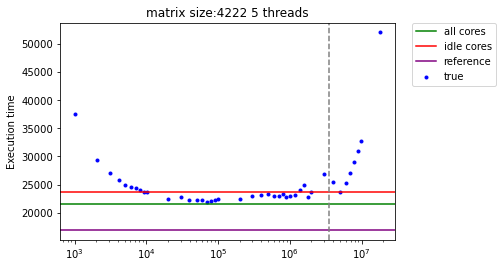 matrix size:4222 5 threads
Execution time
50000
45000
40000
35000
30000
25000
20000
10³
10⁴
10⁵
10⁶
10⁷
all cores
idle cores
reference
true